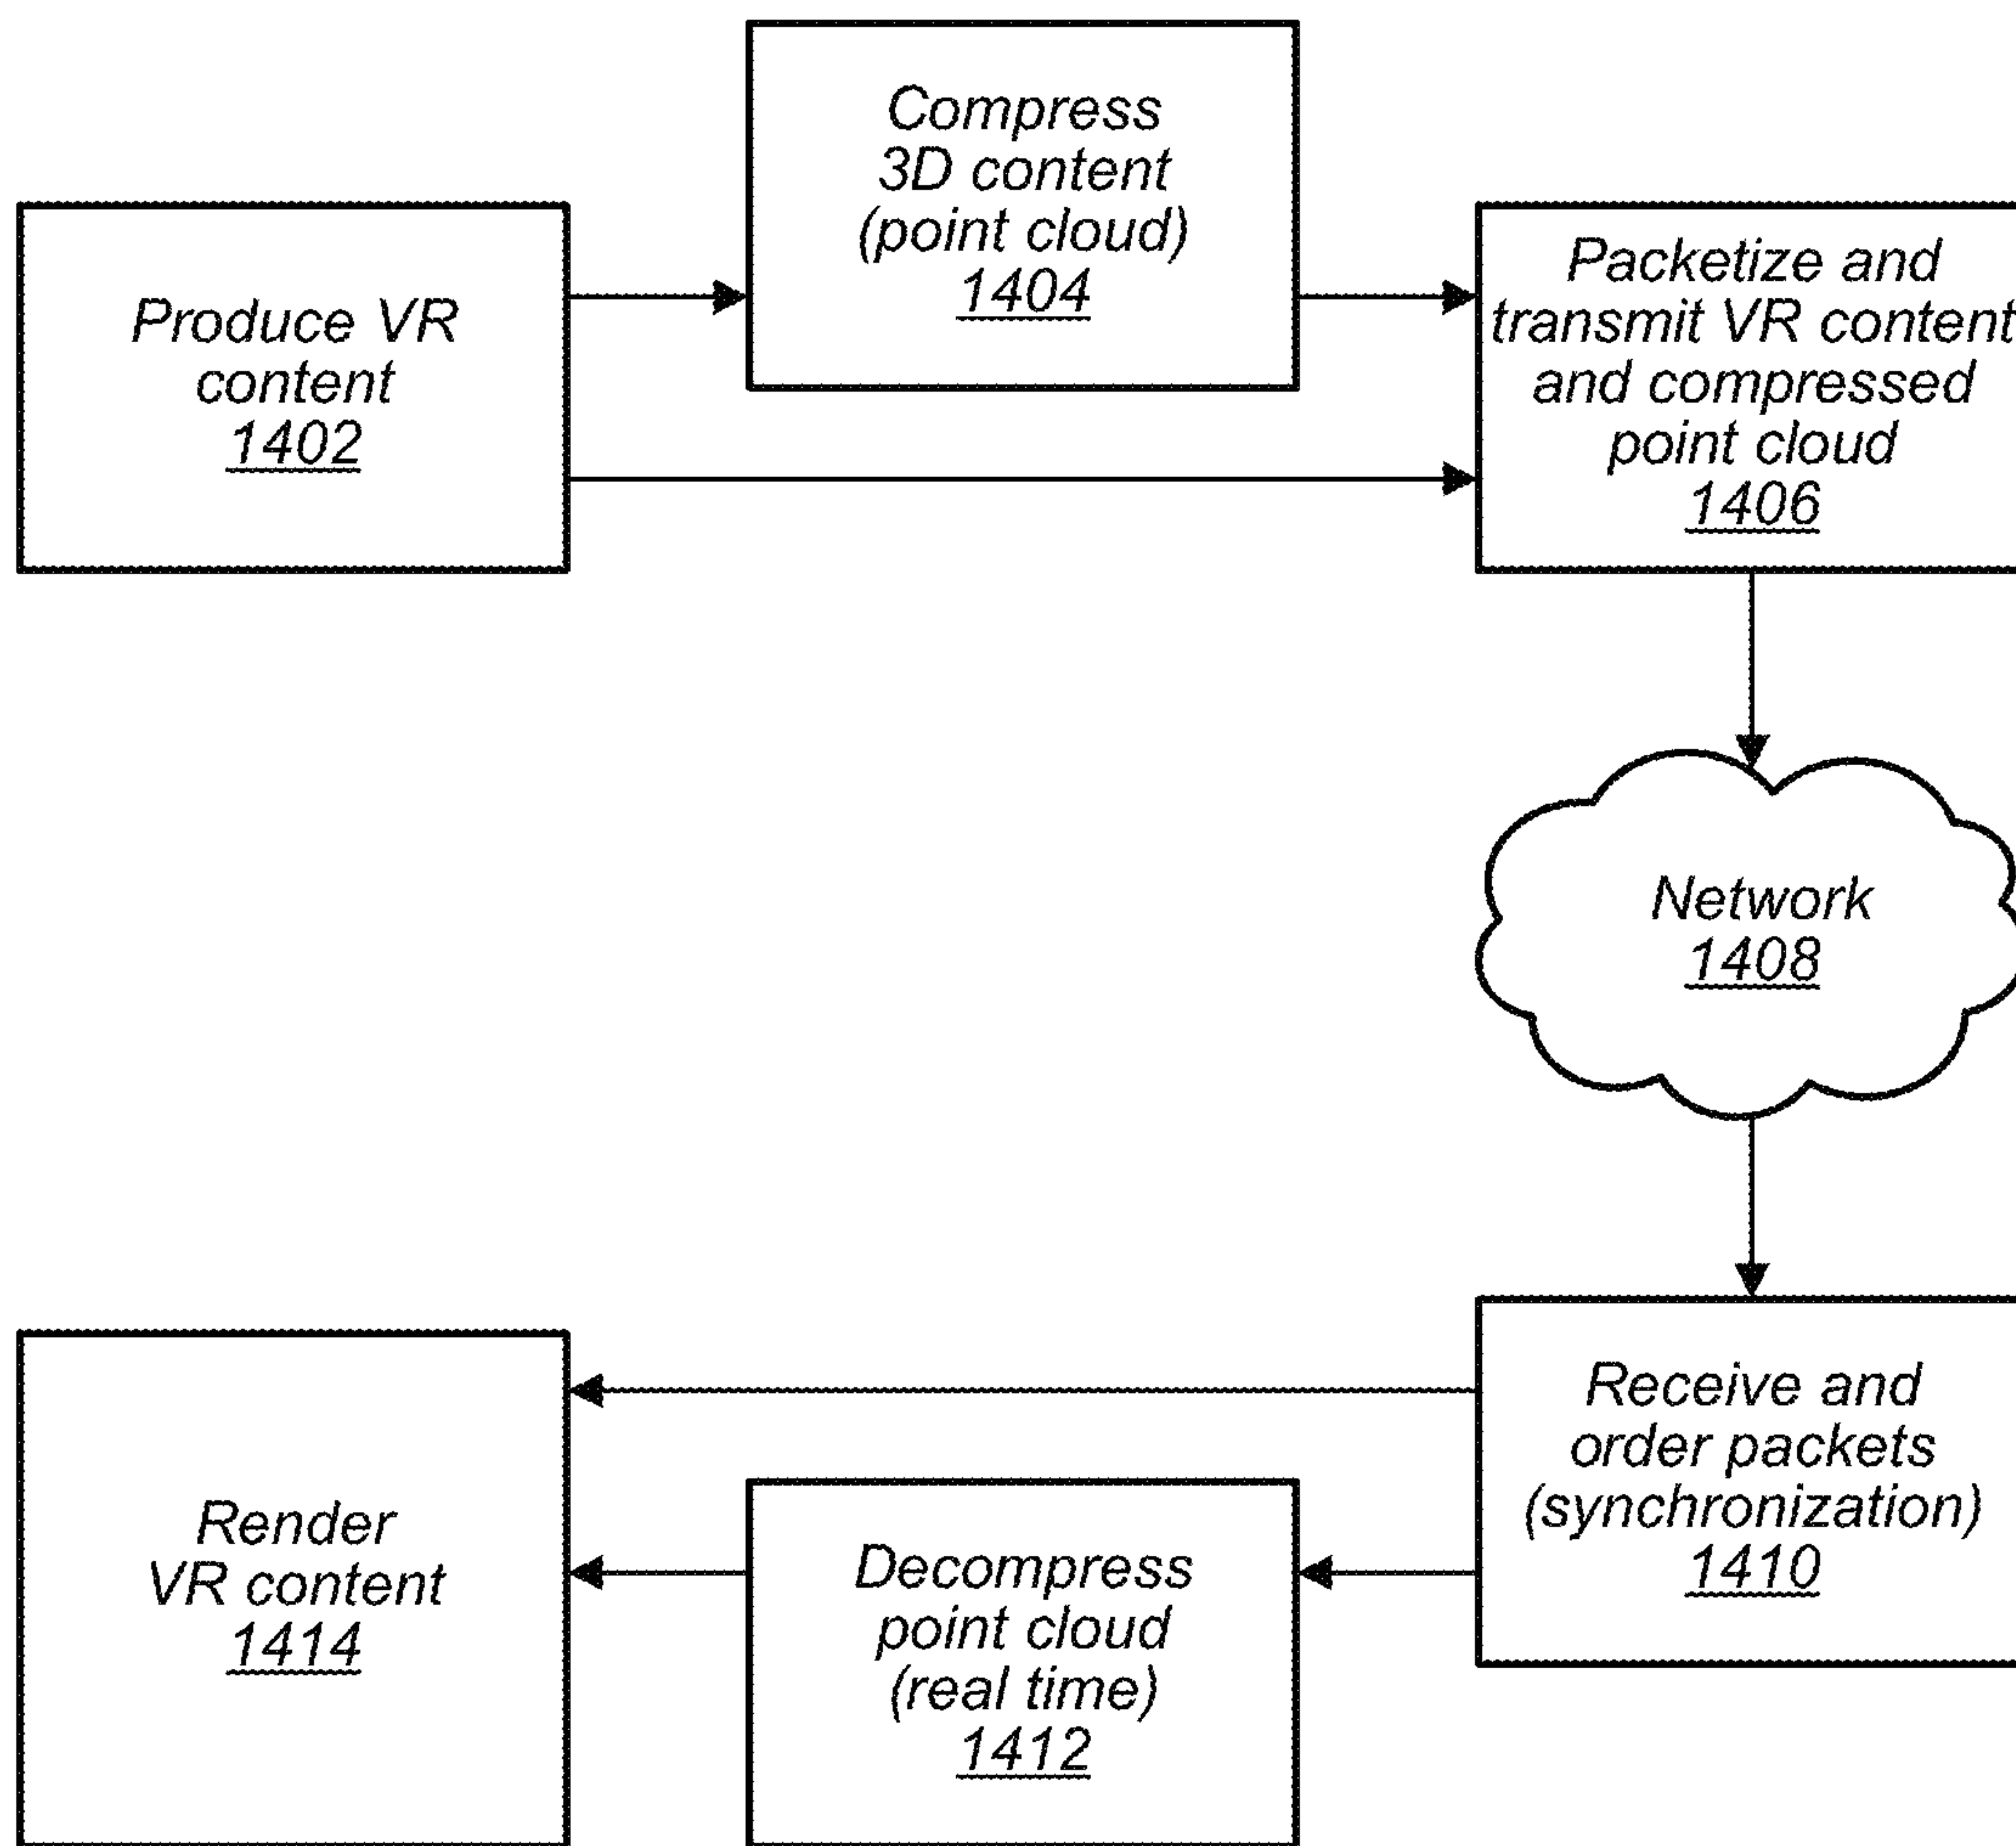 Produce VR
content
1402
Compress
3D content
(point cloud)
1404
Packetize and
transmit VR content
and compressed
point cloud
1406
Network
1408
Receive and
order packets
(synchronization)
1410
Decompress
point cloud
(real time)
1412
Render
VR content
1414